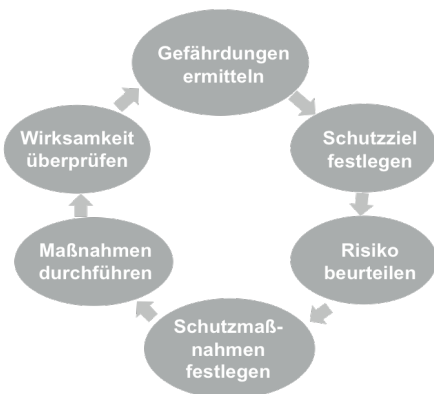 Gefährdungen
ermitteln
Schutzziel
festlegen
Risiko
beurteilen
Schutzmaß-
nahmen
festlegen
Maßnahmen
durchführen
Wirksamkeit
überprüfen